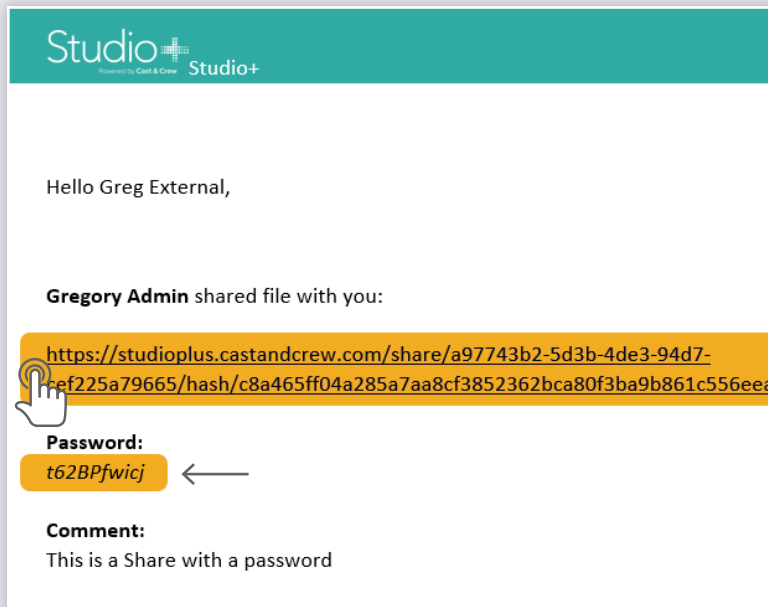 Studio+
Powered by Cast & Crew
Studio+
Hello Greg External,
Gregory Admin shared file with you:
https://studioplus.castandcrew.com/share/a97743b2-5d3b-4de3-94d7-
cef225a79665/hash/c8a465ff04a285a7aa8cf3852362bca80f3ba9b861c556eea
Password:
t62BPfwicj
Comment:
This is a Share with a password